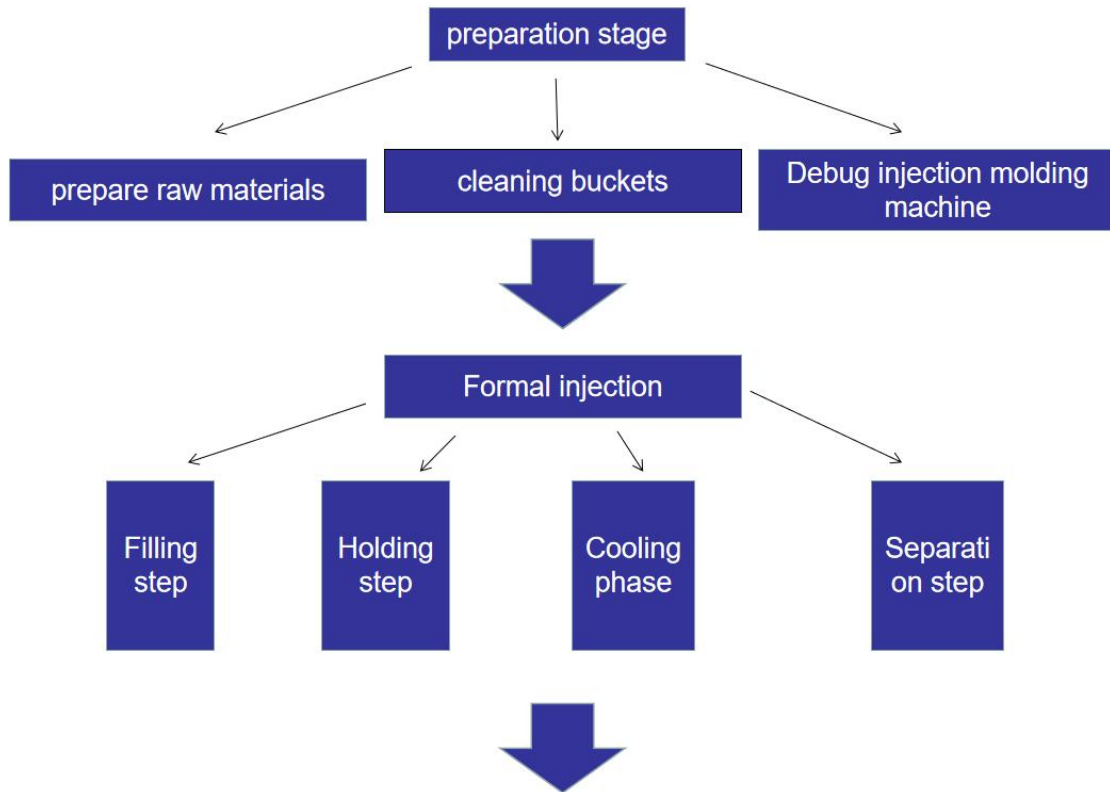 preparation stage
prepare raw materials
cleaning buckets
Debug injection molding
machine
Formal injection
Filling
step
Holding
step
Cooling
phase
Separati
on step